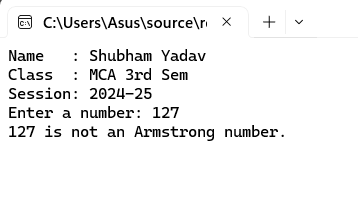 C:\Users\Asus\source\r
Name   : Shubham Yadav
Class  : MCA 3rd Sem
Session: 2024-25
Enter a number: 127
127 is not an Armstrong number.